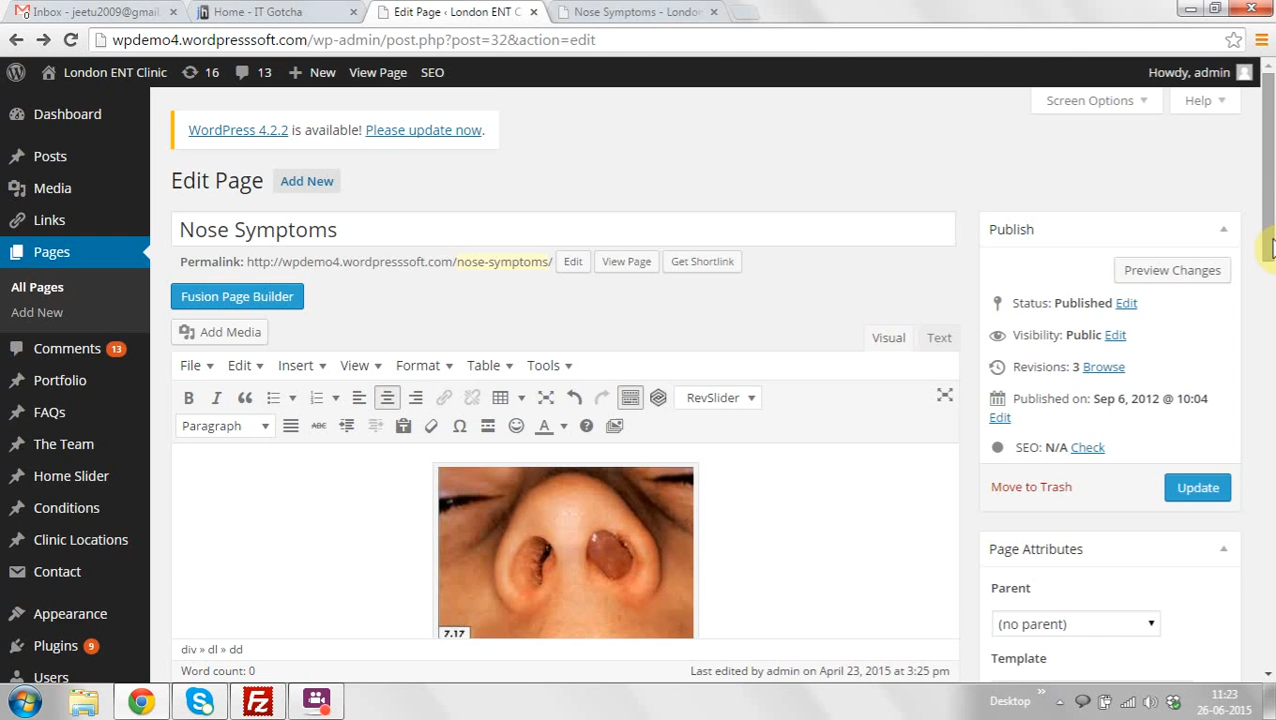 Inbox - jeetu2009@gmail
Home - IT Gotcha
Edit Page ‹ London ENT C
Nose Symptoms - London
wpdemo4.wordpresssoft.com/wp-admin/post.php?post=32&action=edit
London ENT Clinic
16
13
New
View Page
SEO
Howdy, admin
Screen Options
Help
Dashboard
Posts
Media
Links
Pages
All Pages
Add New
Comments 13
Portfolio
FAQs
The Team
Home Slider
Conditions
Clinic Locations
Contact
Appearance
Plugins 9
Users
WordPress 4.2.2 is available! Please update now.
Edit Page Add New
Nose Symptoms
Permalink: http://wpdemo4.wordpresssoft.com/nose-symptoms/ Edit View Page Get Shortlink
Fusion Page Builder
Add Media
Visual Text
File Edit Insert View Format Table Tools
B I RevSlider
Paragraph ABC A
7.17
div » dl » dd
Word count: 0
Last edited by admin on April 23, 2015 at 3:25 pm
Publish
Preview Changes
Status: Published Edit
Visibility: Public Edit
Revisions: 3 Browse
Published on: Sep 6, 2012 @ 10:04
Edit
SEO: N/A Check
Move to Trash
Update
Page Attributes
Parent
(no parent)
Template
Desktop
11:23
26-06-2015